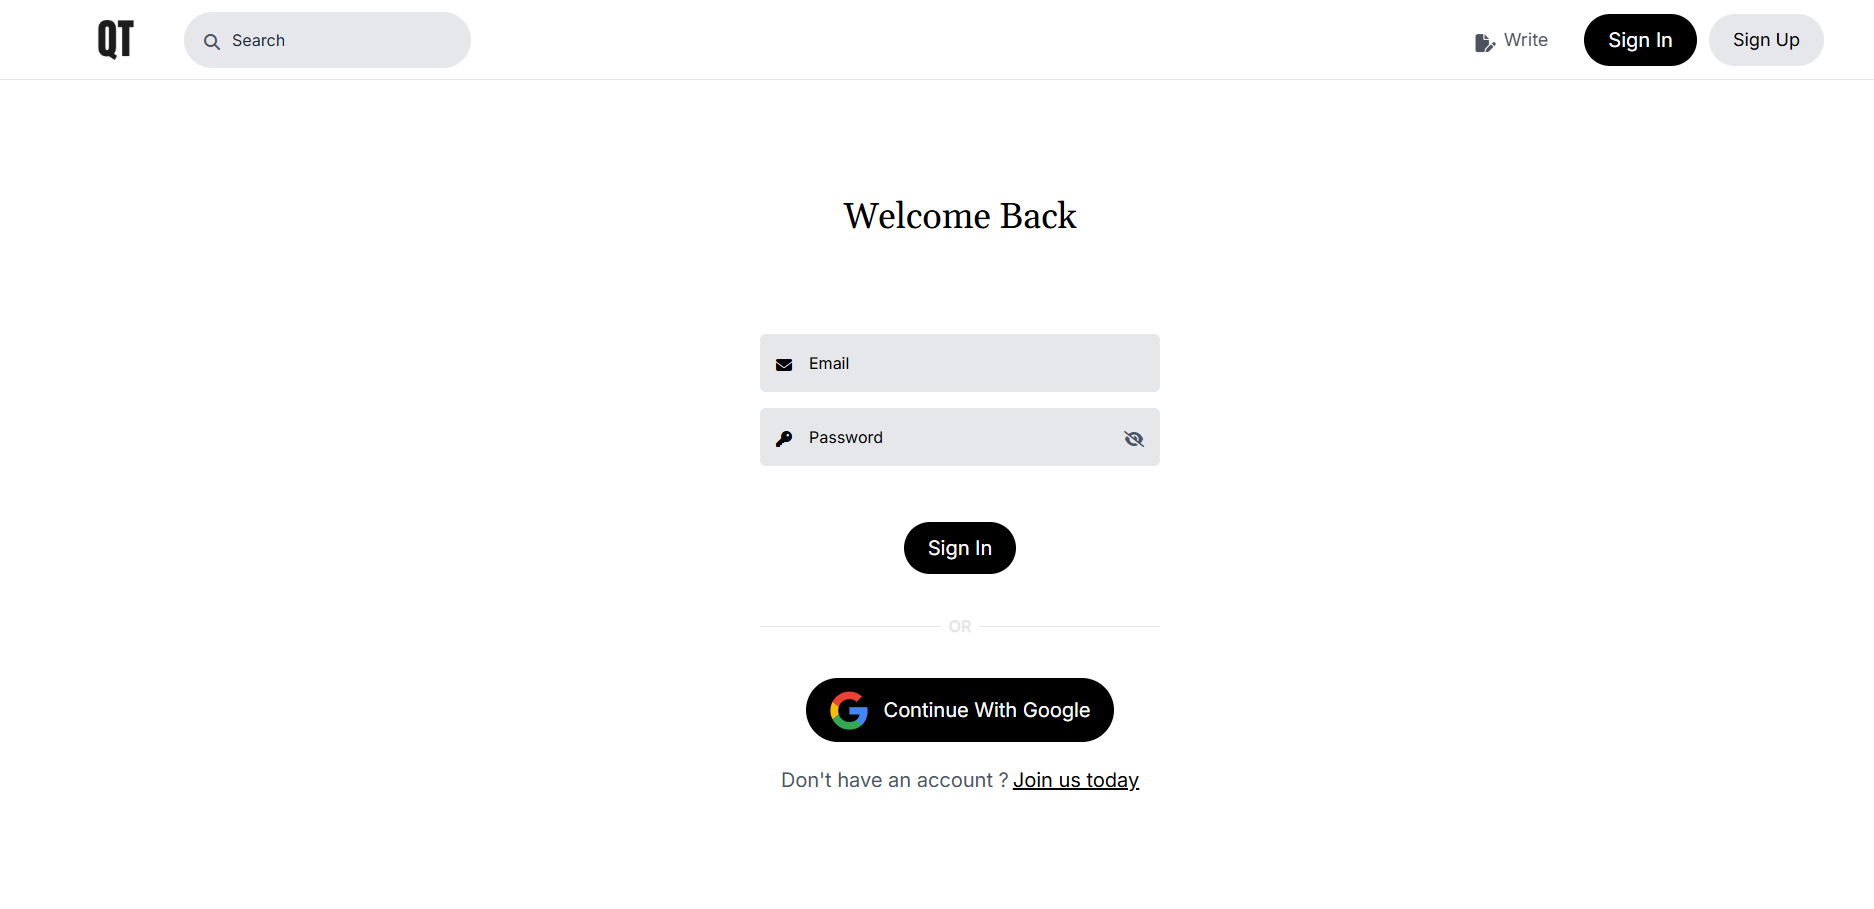 QT
Search
Write
Sign In
Sign Up
Welcome Back
Email
Password
Sign In
OR
Continue With Google
Don't have an account ? Join us today